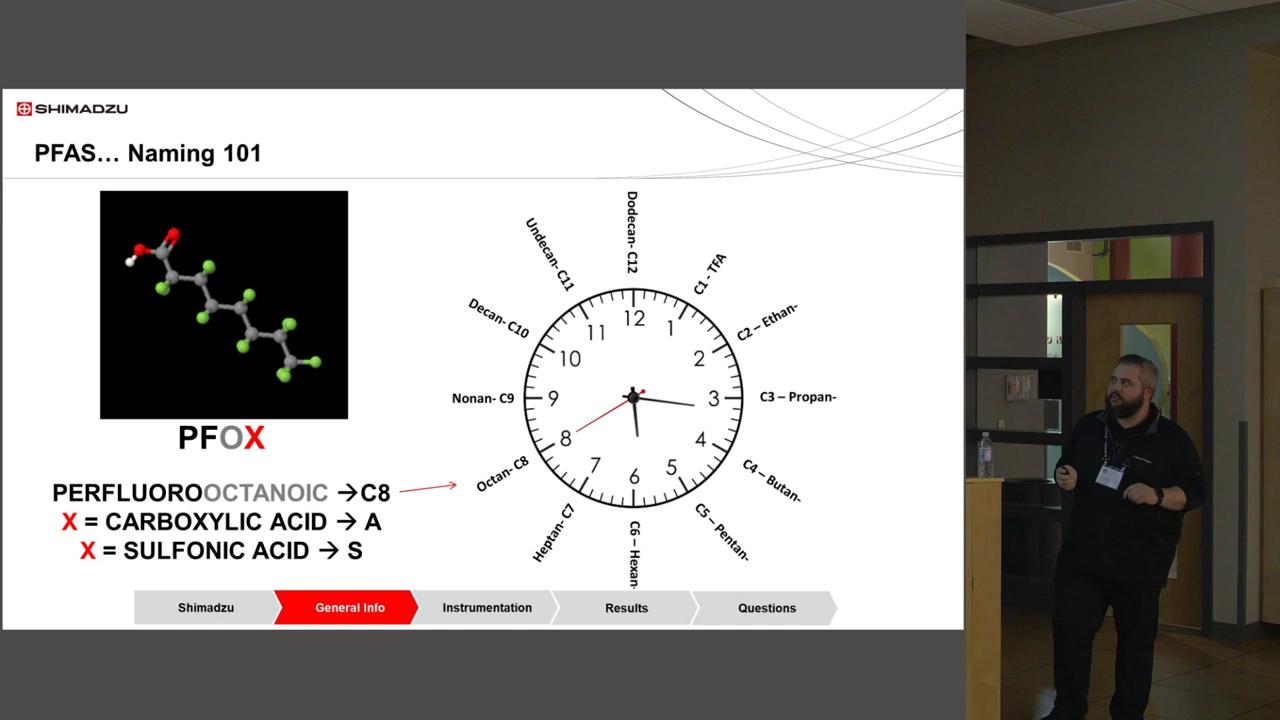 SHIMADZU
PFAS… Naming 101
PFOX
PERFLUOROOCTANOIC → C8
X = CARBOXYLIC ACID → A
X = SULFONIC ACID → S
Dodecan- C12
C1 - TFA
C2 – Ethan-
C3 – Propan-
C4 – Butan-
C5 – Pentan-
C6 – Hexan-
Heptan- C7
Octan- C8
Nonan- C9
Decan- C10
Undecan- C11
12
1
2
3
4
5
6
7
8
9
10
11
Shimadzu
General Info
Instrumentation
Results
Questions